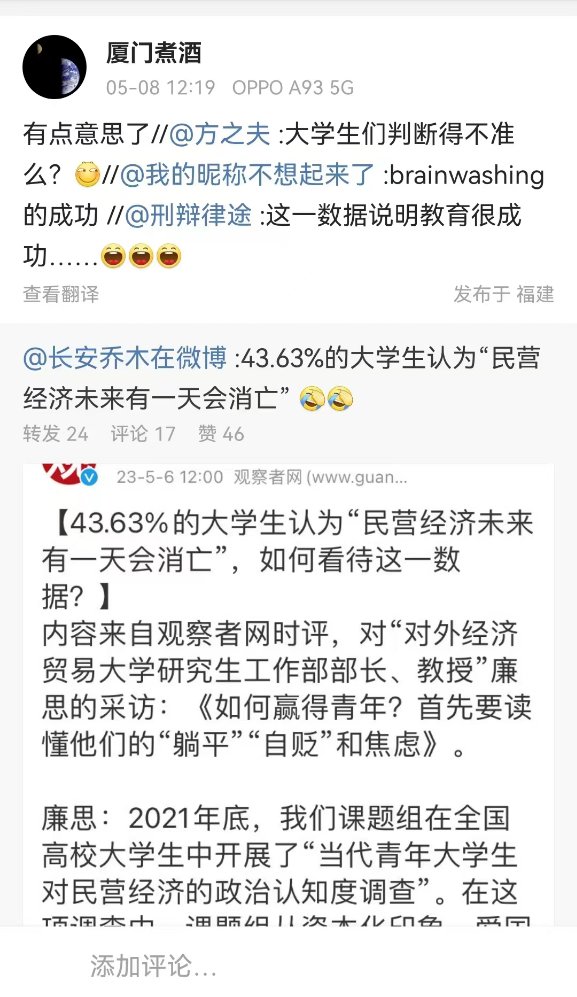 厦门煮酒
05-08 12:19 OPPO A93 5G
有点意思了//@方之夫 :大学生们判断得不准
么？//@我的昵称不想起来了 :brainwashing
的成功 //@刑辩律途 :这一数据说明教育很成
功……
查看翻译 发布于 福建
@长安乔木在微博 :43.63%的大学生认为“民营
经济未来有一天会消亡”
转发 24 评论 17 赞 46
23-5-6 12:00 观察者网(www.guan...
【43.63%的大学生认为“民营经济未来
有一天会消亡”，如何看待这一数
据？】
内容来自观察者网时评，对“对外经济
贸易大学研究生工作部部长、教授”廉
思的采访：《如何赢得青年？首先要读
懂他们的“躺平”“自贬”和焦虑》。
廉思：2021年底，我们课题组在全国
高校大学生中开展了“当代青年大学生
对民营经济的政治认知度调查”。在这
项调查中，课题组从资本化印象、爱国
添加评论...